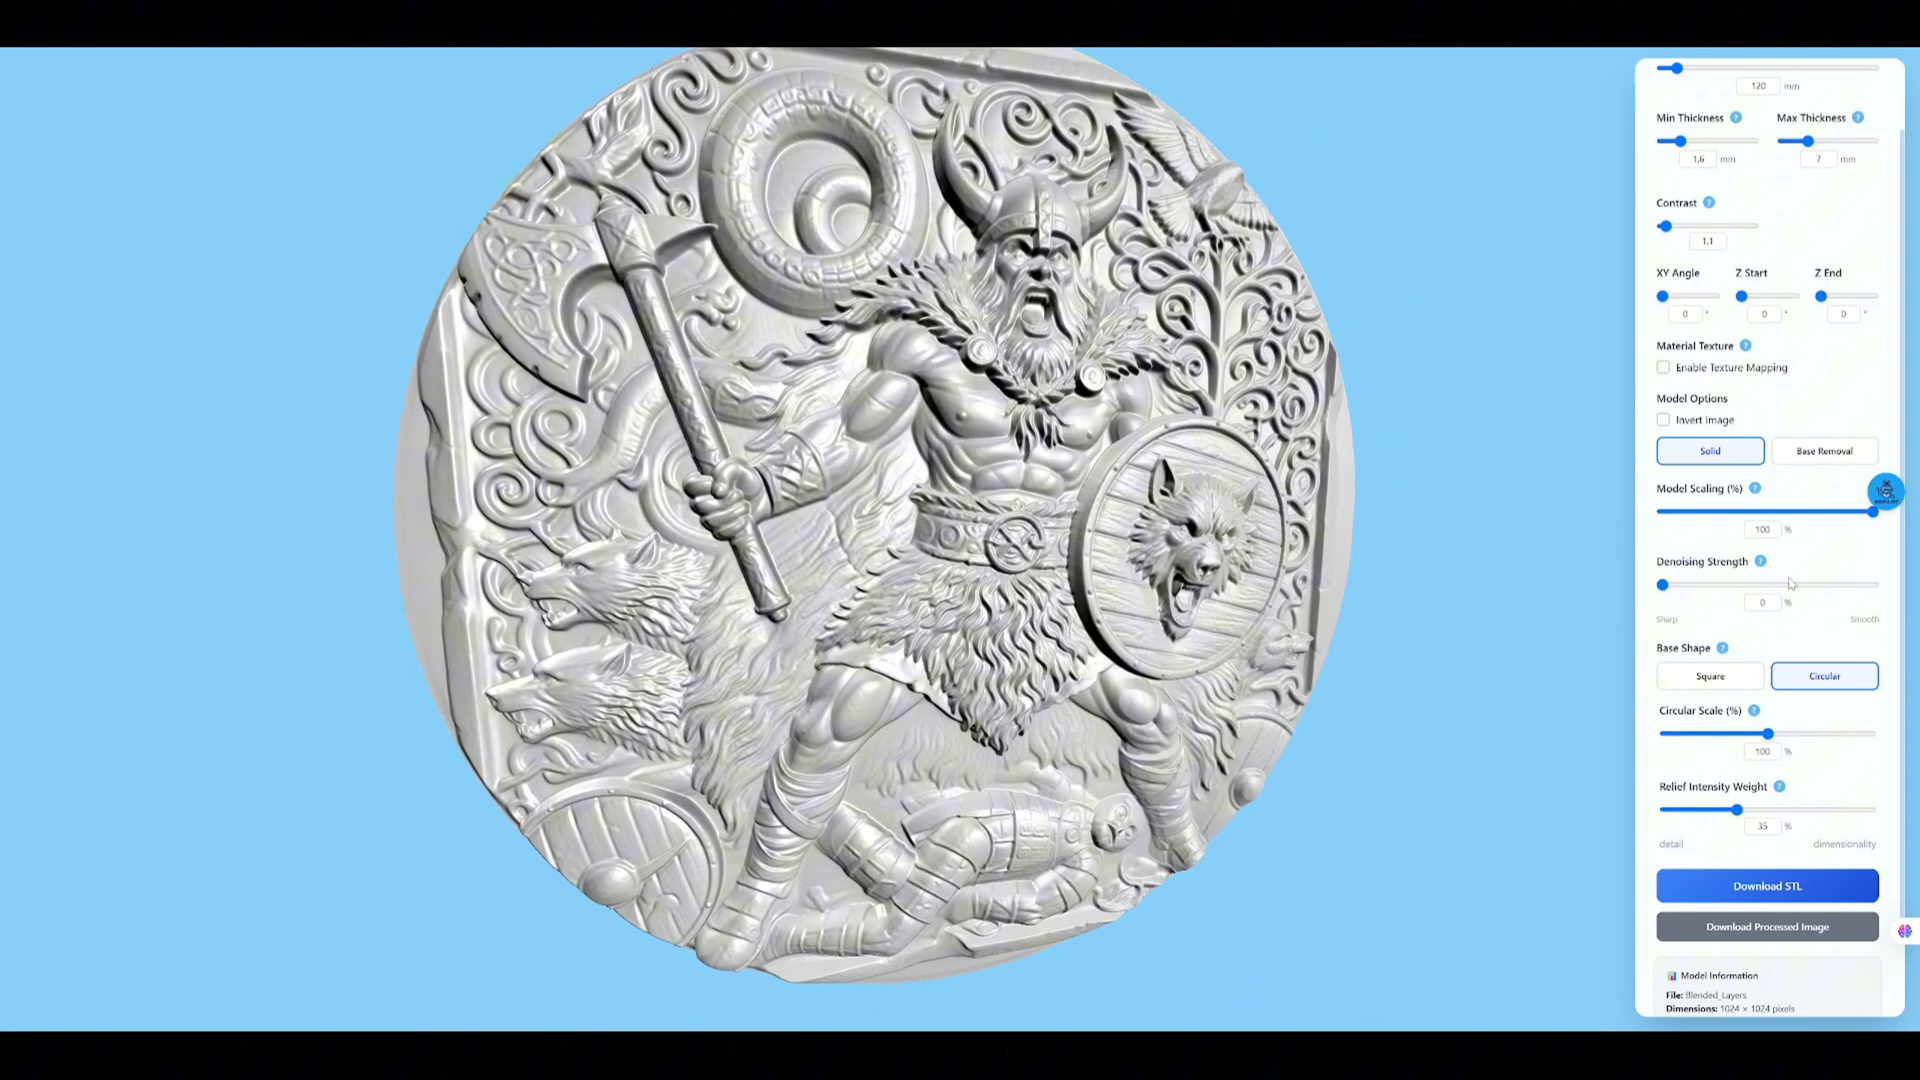 120 mm
Min Thickness ? Max Thickness ?
1.6 mm 7 mm
Contrast ?
1.1
XY Angle Z Start Z End
0 ° 0 ° 0 °
Material Texture ?
Enable Texture Mapping
Model Options
Invert Image
Solid Base Removal
Model Scaling (%) ?
100 %
Denoising Strength ?
0 %
Sharp Smooth
Base Shape ?
Square Circular
Circular Scale (%) ?
100 %
Relief Intensity Weight ?
35 %
detail dimensionality
Download STL
Download Processed Image
Model Information
File: Blended_Layers
Dimensions: 1024 × 1024 pixels